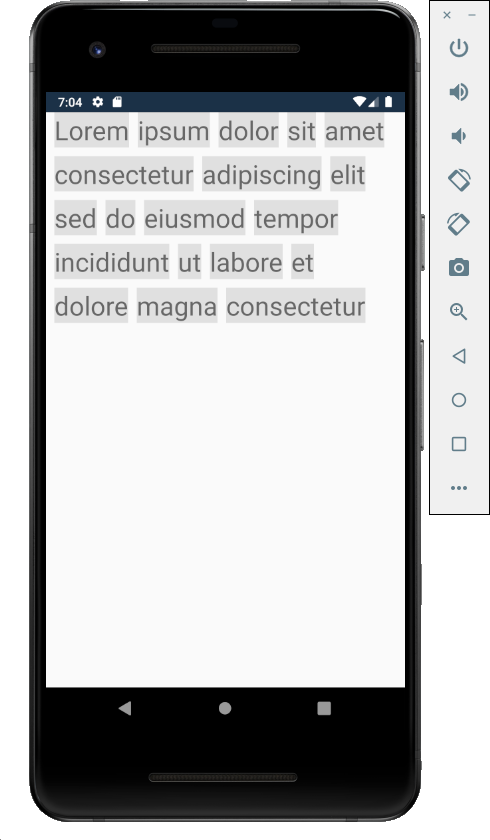 7:04
Lorem ipsum dolor sit amet
consectetur adipiscing elit
sed do eiusmod tempor
incididunt ut labore et
dolore magna consectetur